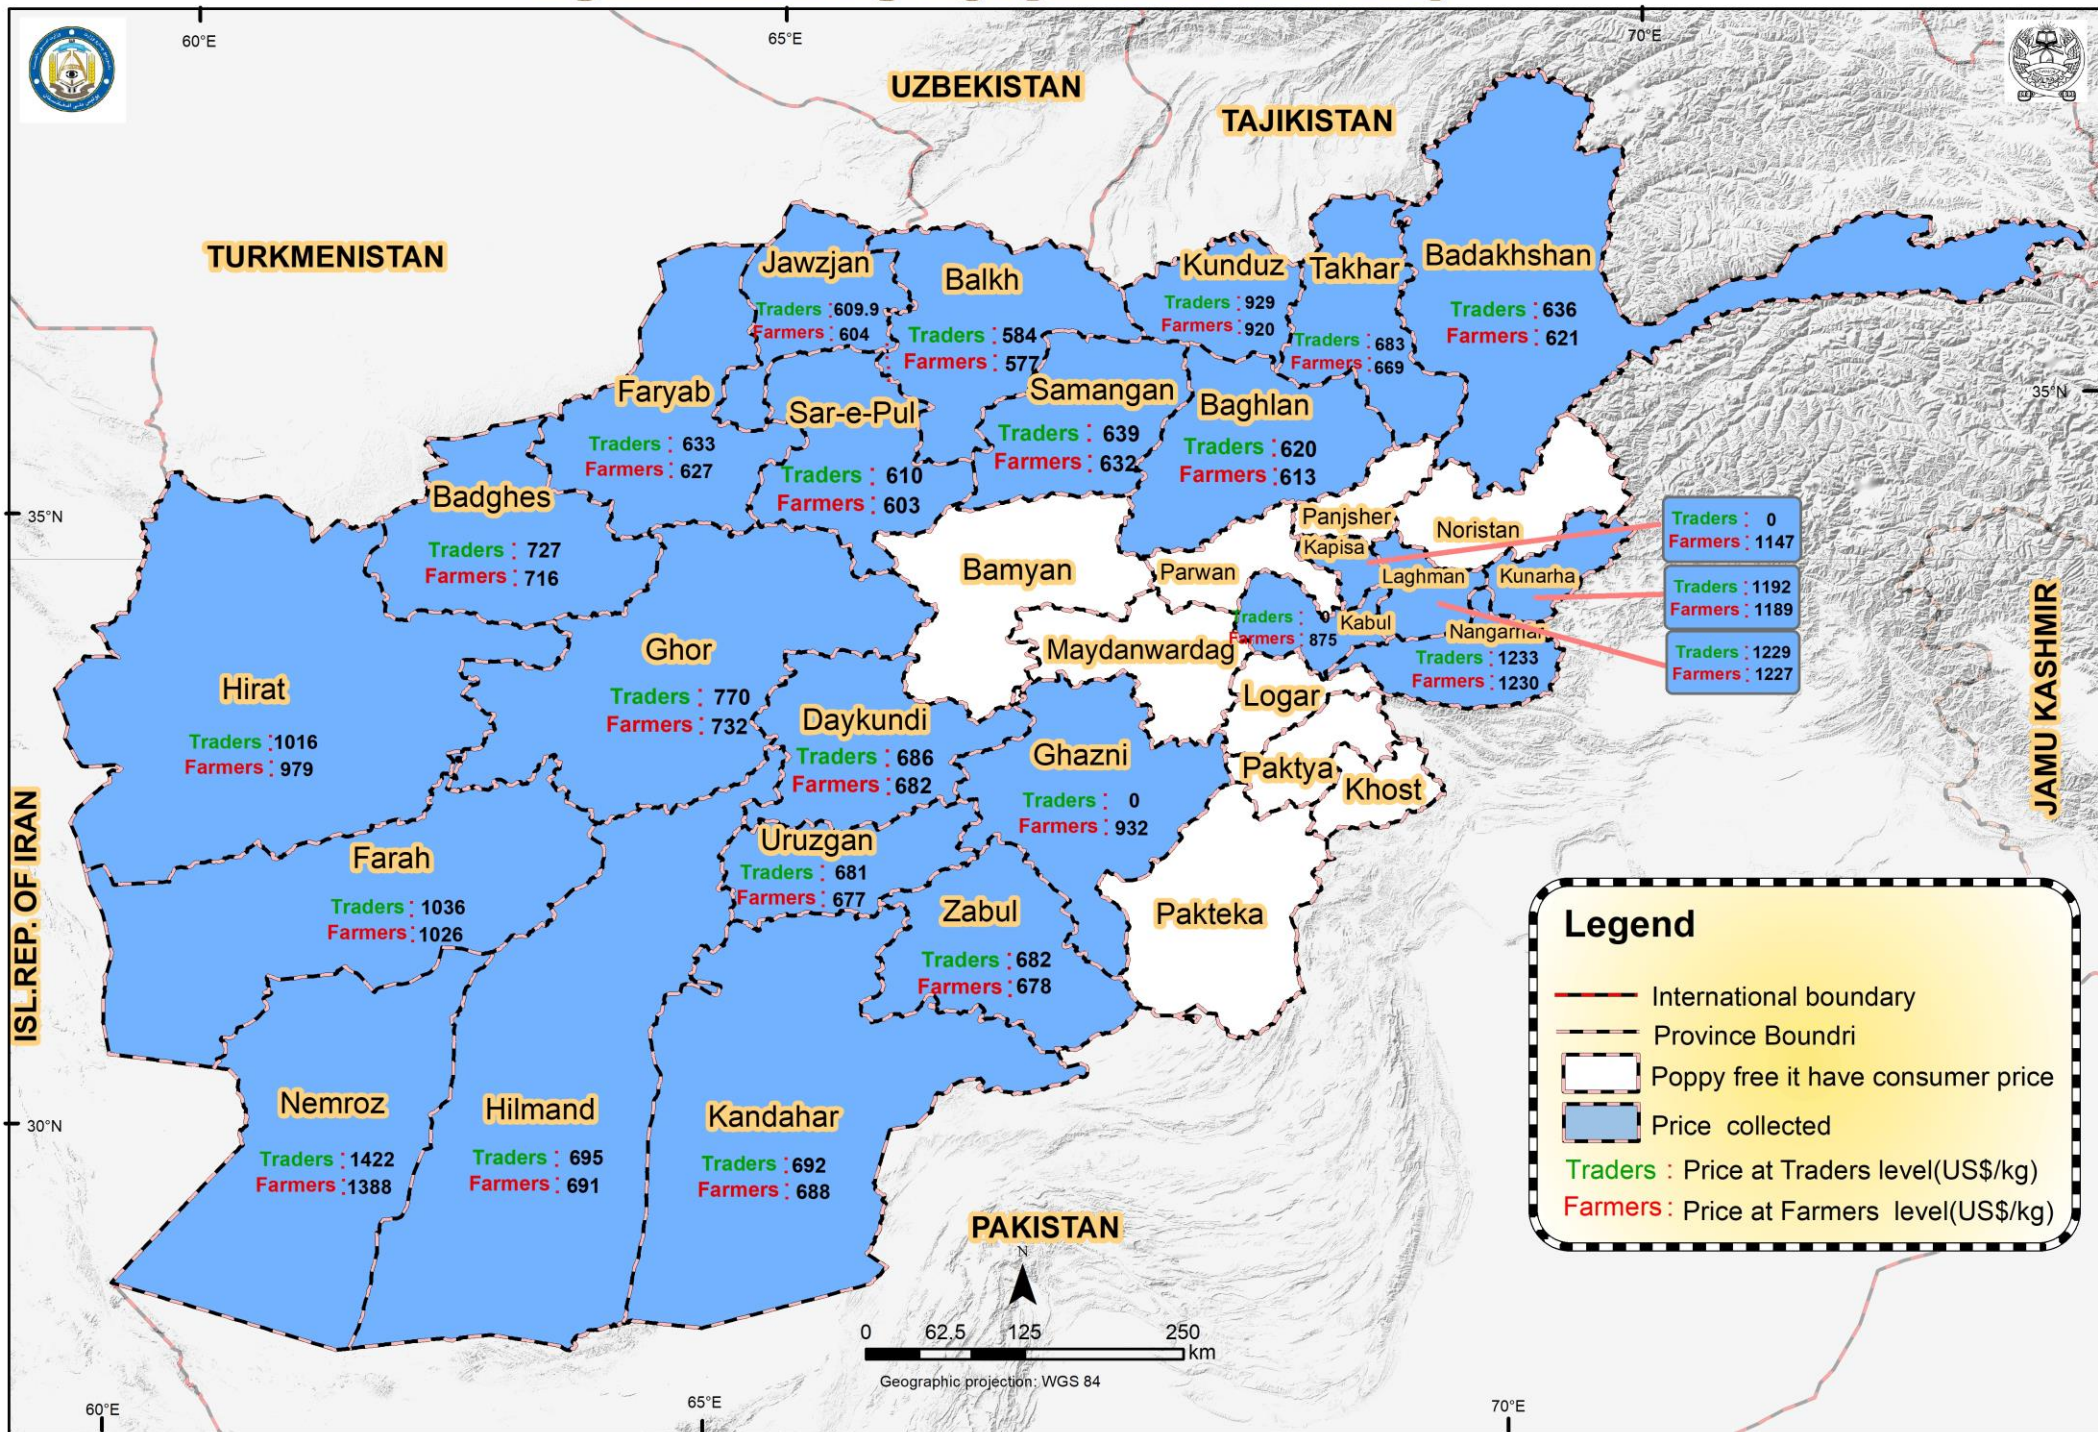 60°E
65°E
70°E
UZBEKISTAN
TAJIKISTAN
TURKMENISTAN
Jawzjan
Traders : 609.9
Farmers : 604
Balkh
Traders : 584
Farmers : 577
Kunduz
Traders : 929
Farmers : 920
Takhar
Traders : 683
Farmers : 669
Badakhshan
Traders : 636
Farmers : 621
35°N
Faryab
Traders : 633
Farmers : 627
Sar-e-Pul
Traders : 610
Farmers : 603
Samangan
Traders : 639
Farmers : 632
Baghlan
Traders : 620
Farmers : 613
35°N
Badghes
Traders : 727
Farmers : 716
Panjsher
Noristan
Kapisa
Traders : 0
Farmers : 1147
Bamyan
Parwan
Laghman
Kunarha
Traders : 1192
Farmers : 1189
Traders : 0
Farmers : 875
Kabul
Nangarhar
Traders : 1233
Farmers : 1230
Traders : 1229
Farmers : 1227
JAMU KASHMIR
Ghor
Traders : 770
Farmers : 732
Maydanwardag
Hirat
Traders : 1016
Farmers : 979
Daykundi
Traders : 686
Farmers : 682
Logar
Ghazni
Traders : 0
Farmers : 932
Paktya
Khost
ISL.REP. OF IRAN
Farah
Traders : 1036
Farmers : 1026
Uruzgan
Traders : 681
Farmers : 677
Zabul
Traders : 682
Farmers : 678
Pakteka
30°N
Nemroz
Traders : 1422
Farmers : 1388
Hilmand
Traders : 695
Farmers : 691
Kandahar
Traders : 692
Farmers : 688
PAKISTAN
N
0 62.5 125 250
km
Geographic projection: WGS 84
Legend
International boundary
Province Boundri
Poppy free it have consumer price
Price collected
Traders : Price at Traders level(US$/kg)
Farmers : Price at Farmers level(US$/kg)
60°E
65°E
70°E